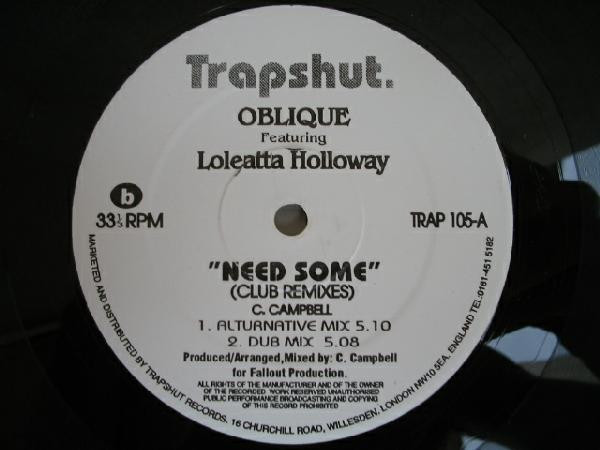 Trapshut.
OBLIQUE
Featuring
Loleatta Holloway
b
33⅓ RPM
TRAP 105-A
"NEED SOME"
(CLUB REMIXES)
C. CAMPBELL
1. ALTURNATIVE MIX 5.10
2. DUB MIX 5.08
Produced/Arranged,Mixed by: C. Campbell
for Fallout Production.
ALL RIGHTS OF THE MANUFACTURER AND OF THE OWNER
OF THE RECORDED WORK RESERVED UNAUTHORISED
PUBLIC PERFORMANCE BROADCASTING AND COPYING
OF THIS RECORD PROHIBITED
MARKETED AND DISTRIBUTED BY TRAPSHUT RECORDS. 16 CHURCHILL ROAD, WILLESDEN. LONDON NW10 5EA. ENGLAND TEL:0181-451 5182